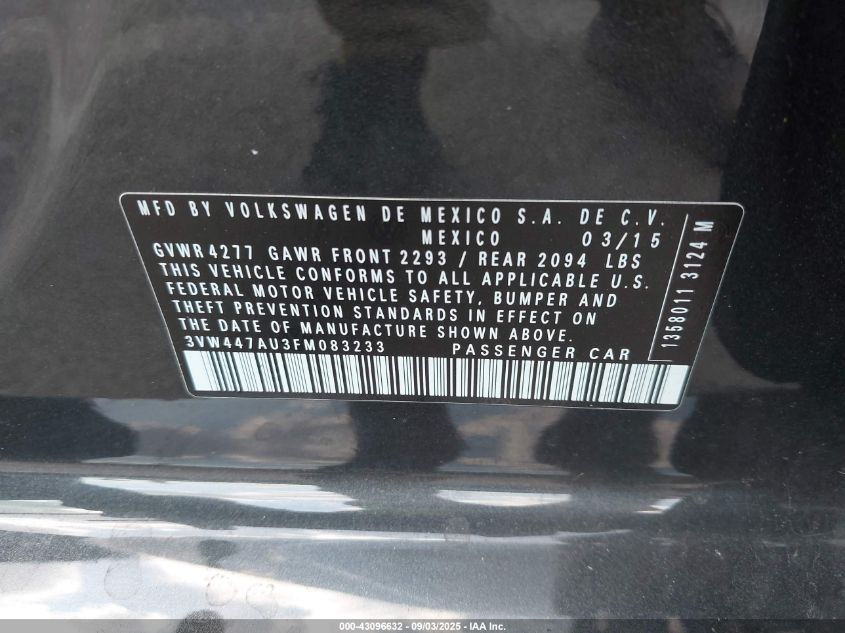 MFD BY VOLKSWAGEN DE MEXICO S.A. DE C.V.
MEXICO 03/15
GVWR 4277 GAWR FRONT 2293 / REAR 2094 LBS
THIS VEHICLE CONFORMS TO ALL APPLICABLE U.S.
FEDERAL MOTOR VEHICLE SAFETY, BUMPER AND
THEFT PREVENTION STANDARDS IN EFFECT ON
THE DATE OF MANUFACTURE SHOWN ABOVE.
3VW447AU3FM083233 PASSENGER CAR
1358011 3124 M
000-43096632 - 09/03/2025 - IAA Inc.